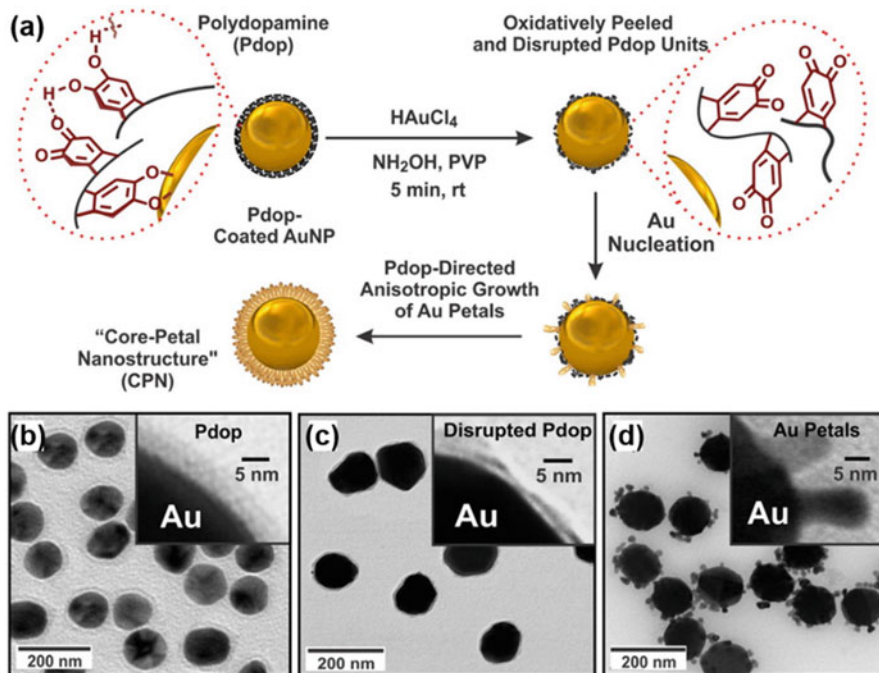 (a)
Polydopamine
(Pdop)
H
O
H
O
O
O
O
O
Pdop-
Coated AuNP
HAuCl4
NH2OH, PVP
5 min, rt
Oxidatively Peeled
and Disrupted Pdop Units
O
O
O
O
O
O
Au
Nucleation
Pdop-Directed
Anisotropic Growth
of Au Petals
“Core-Petal
Nanostructure"
(CPN)
(b)
Pdop
5 nm
Au
200 nm
(c)
Disrupted Pdop
5 nm
Au
200 nm
(d)
Au Petals
5 nm
Au
200 nm